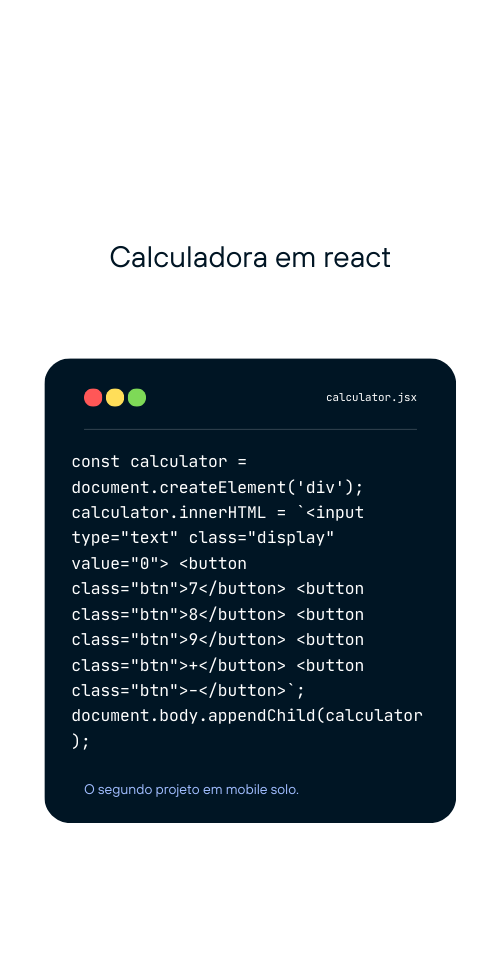 Calculadora em react
calculator.jsx
const calculator =
document.createElement('div');
calculator.innerHTML = `<input
type="text" class="display"
value="0"> <button
class="btn">7</button> <button
class="btn">8</button> <button
class="btn">9</button> <button
class="btn">+</button> <button
class="btn">-</button>`;
document.body.appendChild(calculator
);
O segundo projeto em mobile solo.